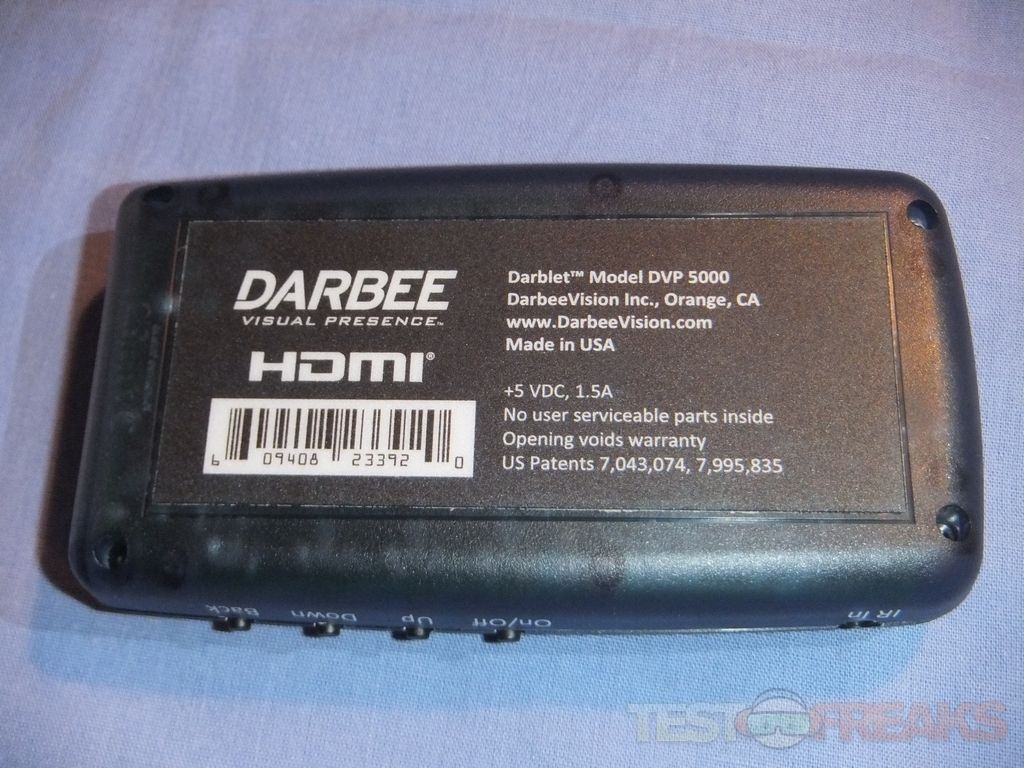 DARBEE
VISUAL PRESENCE™
HDMI®
6 09408 23392 0
Darblet™ Model DVP 5000
DarbeeVision Inc., Orange, CA
www.DarbeeVision.com
Made in USA
+5 VDC, 1.5A
No user serviceable parts inside
Opening voids warranty
US Patents 7,043,074, 7,995,835
Back
Down
Up
On/Off
IR In
TESTFREAKS